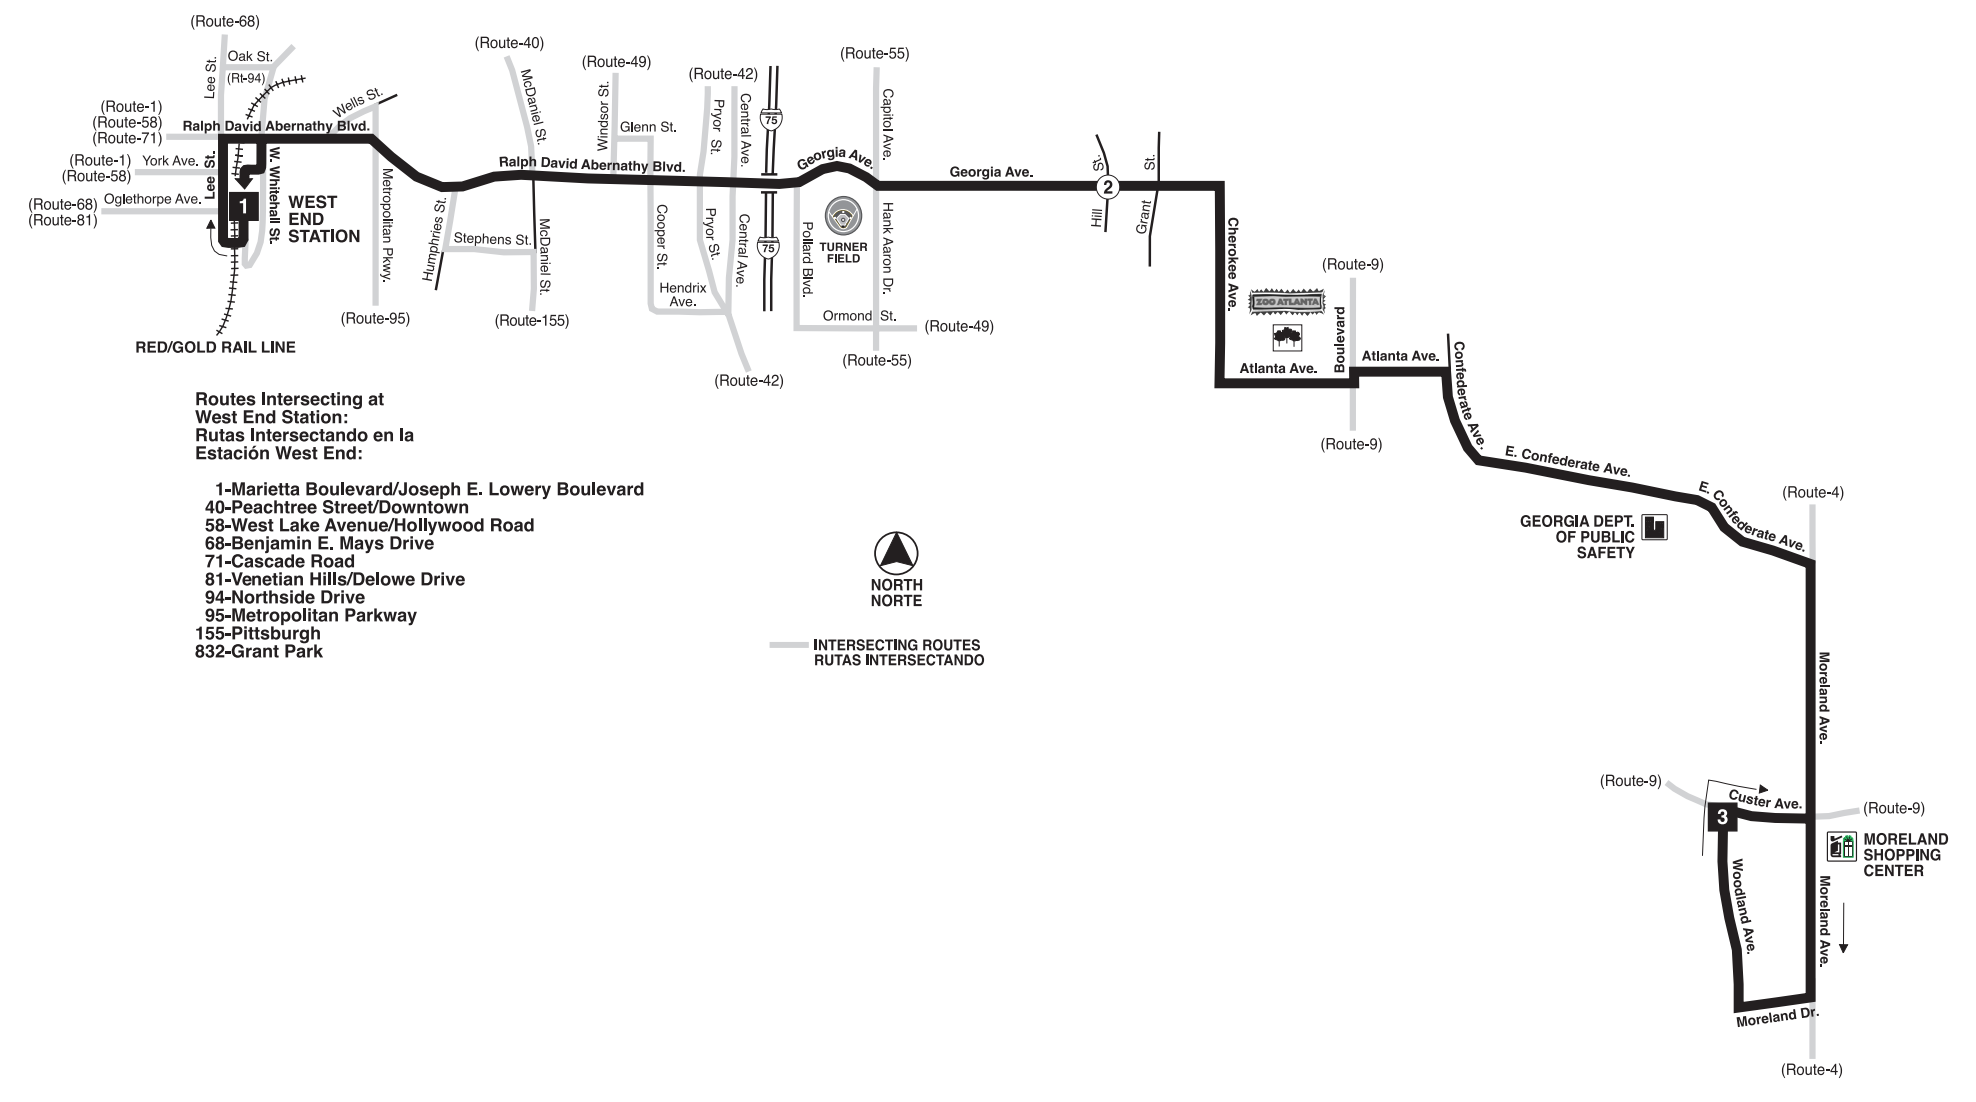 (Route-68)
Oak St.
(Rt-94)
Lee St.
(Route-1)
(Route-58)
(Route-71)
Ralph David Abernathy Blvd.
Wells St.
(Route-1)
York Ave.
(Route-58)
Oglethorpe Ave.
(Route-68)
(Route-81)
Lee St.
W. Whitehall St.
1
WEST
END
STATION
RED/GOLD RAIL LINE
Metropolitan Pkwy.
(Route-95)
(Route-40)
McDaniel St.
Humphries St.
Stephens St.
McDaniel St.
(Route-155)
(Route-49)
Windsor St.
Glenn St.
Ralph David Abernathy Blvd.
Cooper St.
Hendrix
Ave.
(Route-42)
Pryor St.
Central Ave.
Pryor St.
Central Ave.
(Route-42)
75
75
(Route-55)
Capitol Ave.
Georgia Ave.
TURNER
FIELD
Pollard Blvd.
Hank Aaron Dr.
Ormond St.
(Route-49)
(Route-55)
Georgia Ave.
Hill St.
2
Grant St.
Cherokee Ave.
ZOO ATLANTA
(Route-9)
Boulevard
Atlanta Ave.
Atlanta Ave.
(Route-9)
Confederate Ave.
E. Confederate Ave.
E. Confederate Ave.
(Route-4)
GEORGIA DEPT.
OF PUBLIC
SAFETY
Moreland Ave.
(Route-9)
Custer Ave.
(Route-9)
3
MORELAND
SHOPPING
CENTER
Woodland Ave.
Moreland Ave.
Moreland Dr.
(Route-4)
Routes Intersecting at
West End Station:
Rutas Intersectando en la
Estación West End:
1-Marietta Boulevard/Joseph E. Lowery Boulevard
40-Peachtree Street/Downtown
58-West Lake Avenue/Hollywood Road
68-Benjamin E. Mays Drive
71-Cascade Road
81-Venetian Hills/Delowe Drive
94-Northside Drive
95-Metropolitan Parkway
155-Pittsburgh
832-Grant Park
NORTH
NORTE
INTERSECTING ROUTES
RUTAS INTERSECTANDO